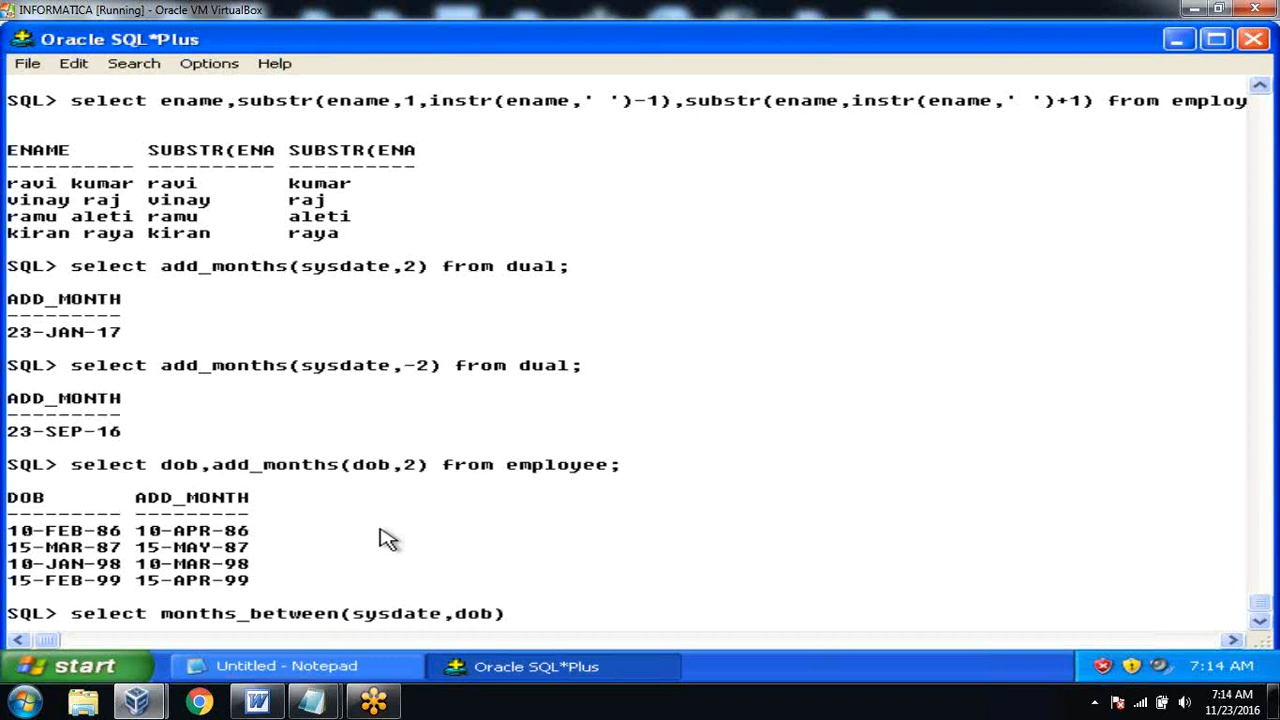 INFORMATICA [Running] - Oracle VM VirtualBox
Oracle SQL*Plus
File Edit Search Options Help
SQL> select ename,substr(ename,1,instr(ename,' ')-1),substr(ename,instr(ename,' ')+1) from employ
ENAME SUBSTR(ENA SUBSTR(ENA
---------- ---------- ----------
ravi kumar ravi kumar
vinay raj vinay raj
ramu aleti ramu aleti
kiran raya kiran raya
SQL> select add_months(sysdate,2) from dual;
ADD_MONTH
---------
23-JAN-17
SQL> select add_months(sysdate,-2) from dual;
ADD_MONTH
---------
23-SEP-16
SQL> select dob,add_months(dob,2) from employee;
DOB ADD_MONTH
--------- ---------
10-FEB-86 10-APR-86
15-MAR-87 15-MAY-87
10-JAN-98 10-MAR-98
15-FEB-99 15-APR-99
SQL> select months_between(sysdate,dob)
start Untitled - Notepad Oracle SQL*Plus 7:14 AM
7:14 AM
11/23/2016